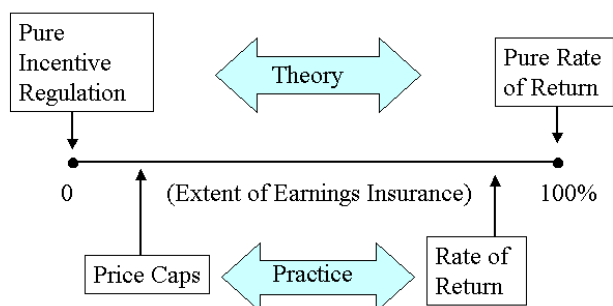 Pure
Incentive
Regulation
Theory
Pure Rate
of Return
0
(Extent of Earnings Insurance)
100%
Price Caps
Practice
Rate of
Return